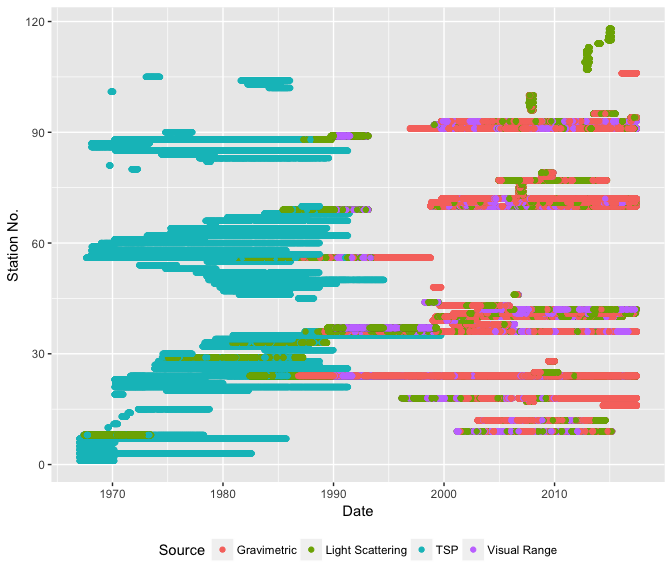 120
90
60
30
0
Station No.
1970 1980 1990 2000 2010
Date
Source Gravimetric Light Scattering TSP Visual Range